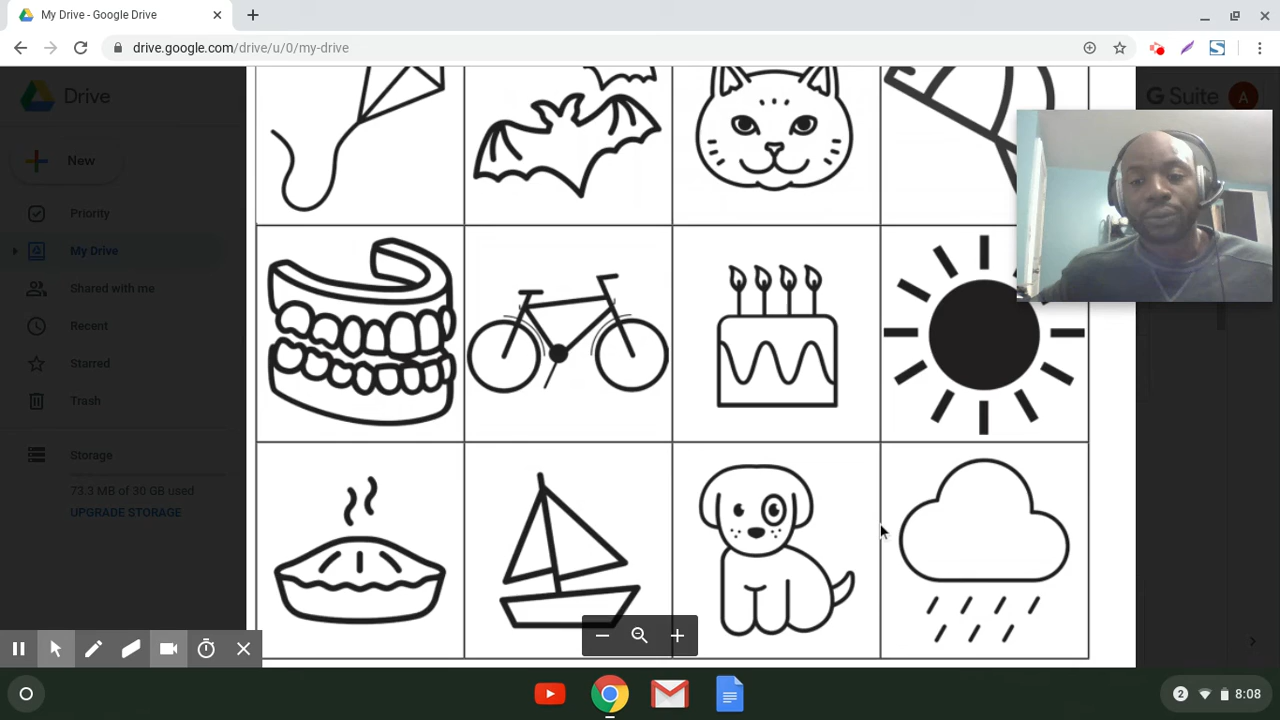 My Drive - Google Drive
drive.google.com/drive/u/0/my-drive
Drive
G Suite
A
New
Priority
My Drive
Shared with me
Recent
Starred
Trash
Storage
73.3 MB of 30 GB used
UPGRADE STORAGE
2
8:08